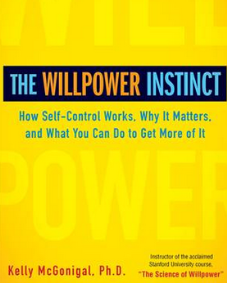 WILL
THE WILLPOWER INSTINCT
How Self-Control Works, Why It Matters,
and What You Can Do to Get More of It
POWER
Instructor of the acclaimed
Stanford University course,
Kelly McGonigal, Ph.D.
"The Science of Willpower"